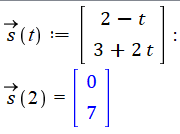 s⃗(t) := [ 2 − t
3 + 2 t ] :
s⃗(2) = [ 0
7 ]